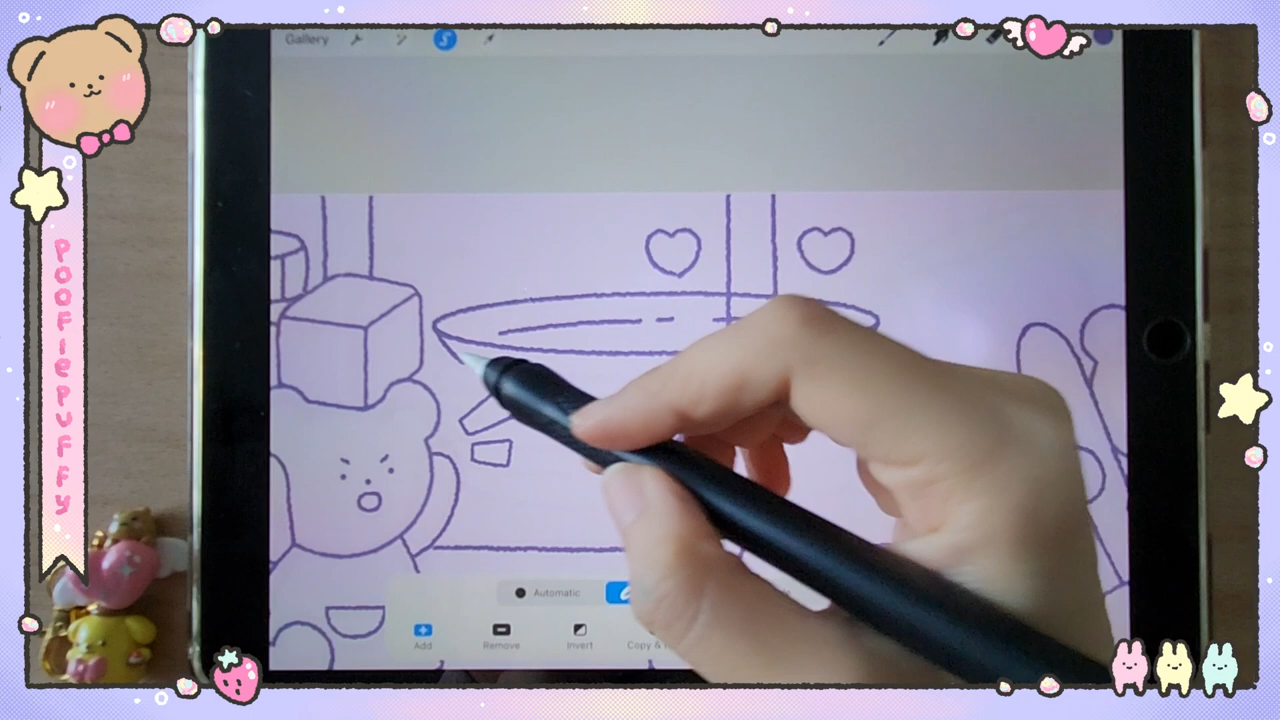 Gallery
POOFIEPUFFY
Automatic
Add
Remove
Invert
Copy &